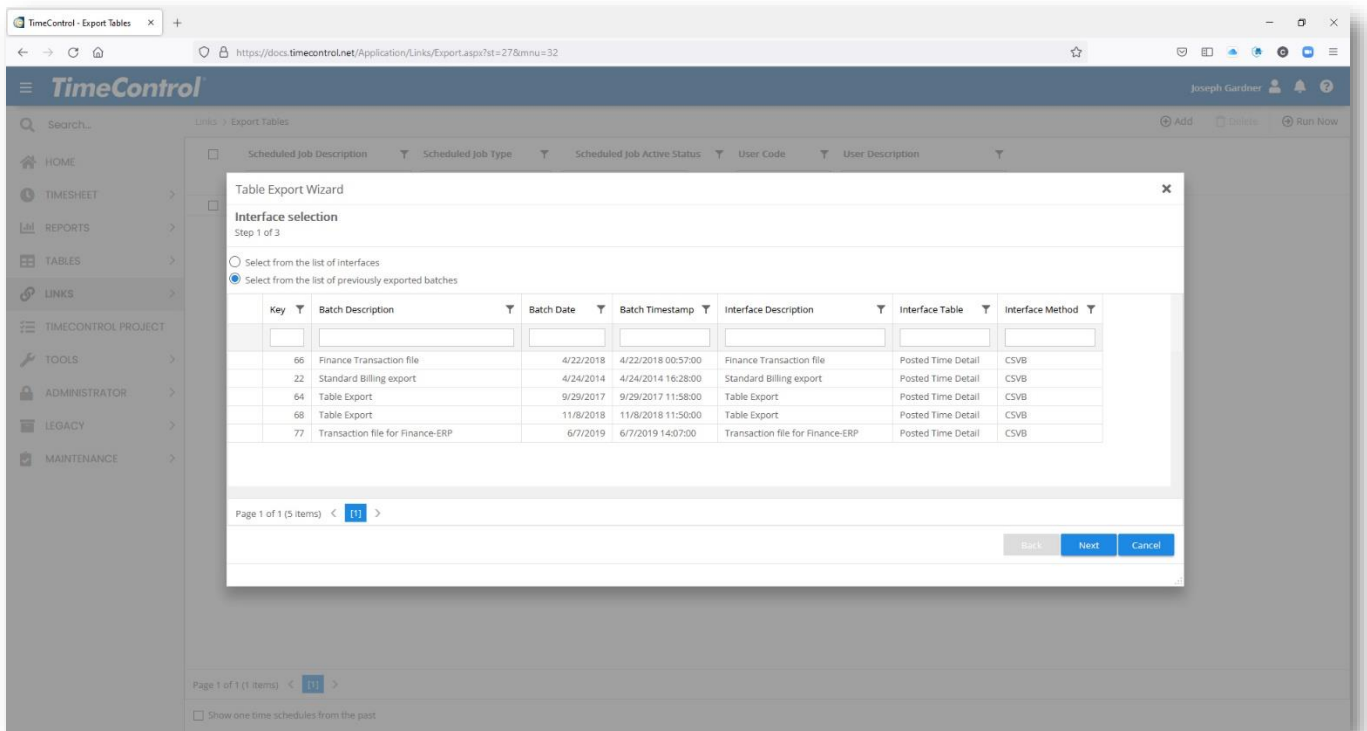 TimeControl - Export Tables
https://docs.timecontrol.net/Application/Links/Export.aspx?st=27&mnu=32
TimeControl
Joseph Gardner
Search...
Links > Export Tables
Add Delete Run Now
HOME
TIMESHEET
REPORTS
TABLES
LINKS
TIMECONTROL PROJECT
TOOLS
ADMINISTRATOR
LEGACY
MAINTENANCE
Scheduled Job Description Scheduled Job Type Scheduled Job Active Status User Code User Description
Table Export Wizard
Interface selection
Step 1 of 3
Select from the list of interfaces
Select from the list of previously exported batches
Key Batch Description Batch Date Batch Timestamp Interface Description Interface Table Interface Method
66 Finance Transaction file 4/22/2018 4/22/2018 00:57:00 Finance Transaction file Posted Time Detail CSVB
22 Standard Billing export 4/24/2014 4/24/2014 16:28:00 Standard Billing export Posted Time Detail CSVB
64 Table Export 9/29/2017 9/29/2017 11:58:00 Table Export Posted Time Detail CSVB
68 Table Export 11/8/2018 11/8/2018 11:50:00 Table Export Posted Time Detail CSVB
77 Transaction file for Finance-ERP 6/7/2019 6/7/2019 14:07:00 Transaction file for Finance-ERP Posted Time Detail CSVB
Page 1 of 1 (5 items) < [1] >
Back Next Cancel
Page 1 of 1 (1 items) < [1] >
Show one time schedules from the past